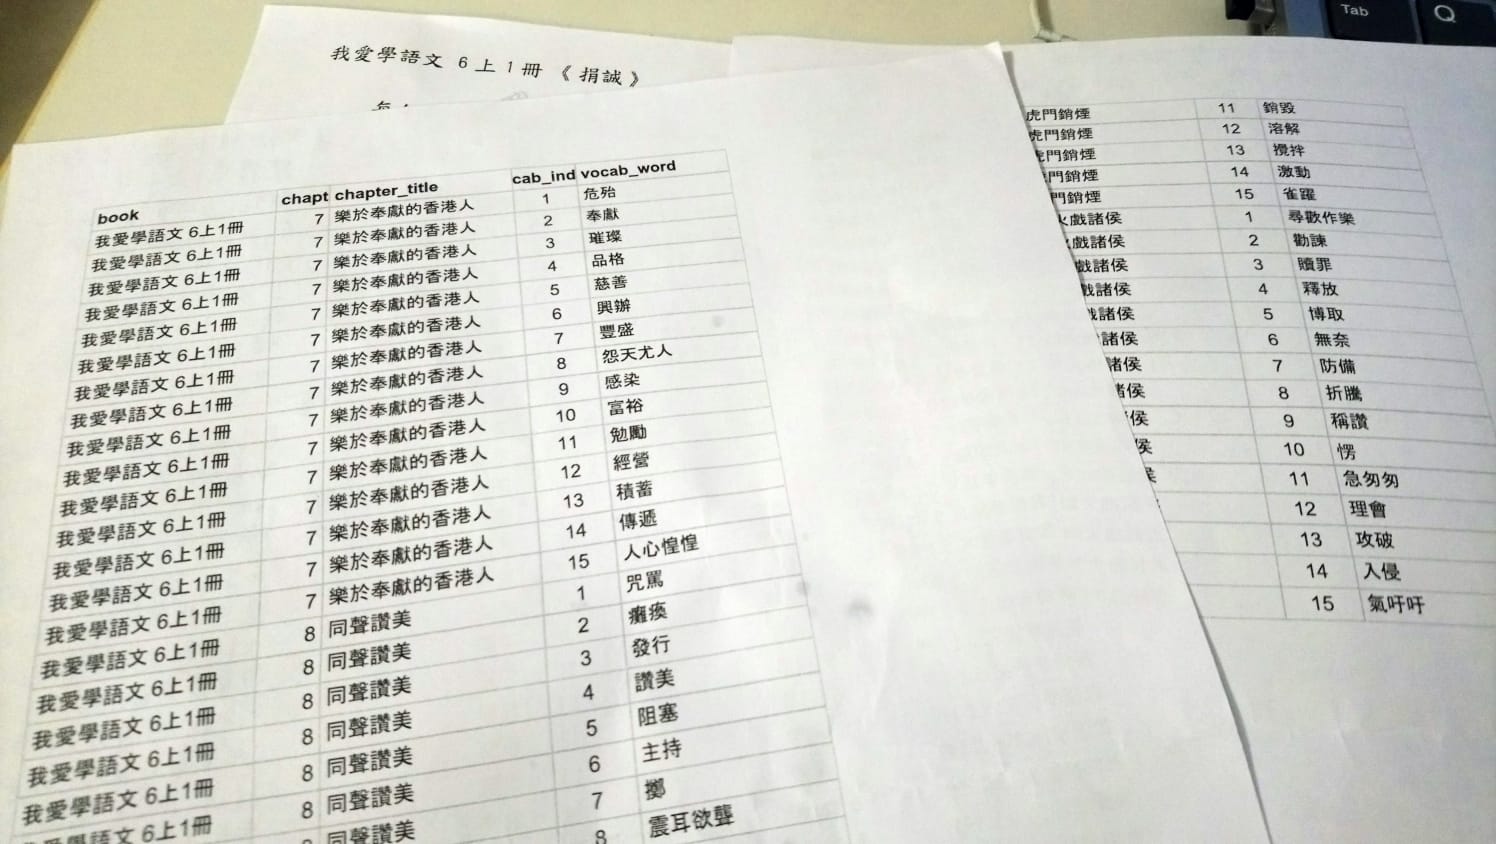 Tab
Q
我愛學語文 6上1冊《捐誠》
book chapt chapter_title cab_ind vocab_word
我愛學語文 6上1冊 7 樂於奉獻的香港人 1 危殆
我愛學語文 6上1冊 7 樂於奉獻的香港人 2 奉獻
我愛學語文 6上1冊 7 樂於奉獻的香港人 3 璀璨
我愛學語文 6上1冊 7 樂於奉獻的香港人 4 品格
我愛學語文 6上1冊 7 樂於奉獻的香港人 5 慈善
我愛學語文 6上1冊 7 樂於奉獻的香港人 6 興辦
我愛學語文 6上1冊 7 樂於奉獻的香港人 7 豐盛
我愛學語文 6上1冊 7 樂於奉獻的香港人 8 怨天尤人
我愛學語文 6上1冊 7 樂於奉獻的香港人 9 感染
我愛學語文 6上1冊 7 樂於奉獻的香港人 10 富裕
我愛學語文 6上1冊 7 樂於奉獻的香港人 11 勉勵
我愛學語文 6上1冊 7 樂於奉獻的香港人 12 經營
我愛學語文 6上1冊 7 樂於奉獻的香港人 13 積蓄
我愛學語文 6上1冊 7 樂於奉獻的香港人 14 傳遞
我愛學語文 6上1冊 7 樂於奉獻的香港人 15 人心惶惶
我愛學語文 6上1冊 8 同聲讚美 1 咒罵
我愛學語文 6上1冊 8 同聲讚美 2 癱瘓
我愛學語文 6上1冊 8 同聲讚美 3 發行
我愛學語文 6上1冊 8 同聲讚美 4 讚美
我愛學語文 6上1冊 8 同聲讚美 5 阻塞
我愛學語文 6上1冊 8 同聲讚美 6 主持
我愛學語文 6上1冊 8 同聲讚美 7 擲
8 同聲讚美 8 震耳欲聾
虎門銷煙 11 銷毀
虎門銷煙 12 溶解
虎門銷煙 13 攪拌
門銷煙 14 激動
門銷煙 15 雀躍
火戲諸侯 1 尋歡作樂
戲諸侯 2 勸諫
戲諸侯 3 贖罪
戲諸侯 4 釋放
戲諸侯 5 博取
諸侯 6 無奈
諸侯 7 防備
諸侯 8 折騰
侯 9 稱讚
侯 10 愣
11 急匆匆
12 理會
13 攻破
14 入侵
15 氣吁吁